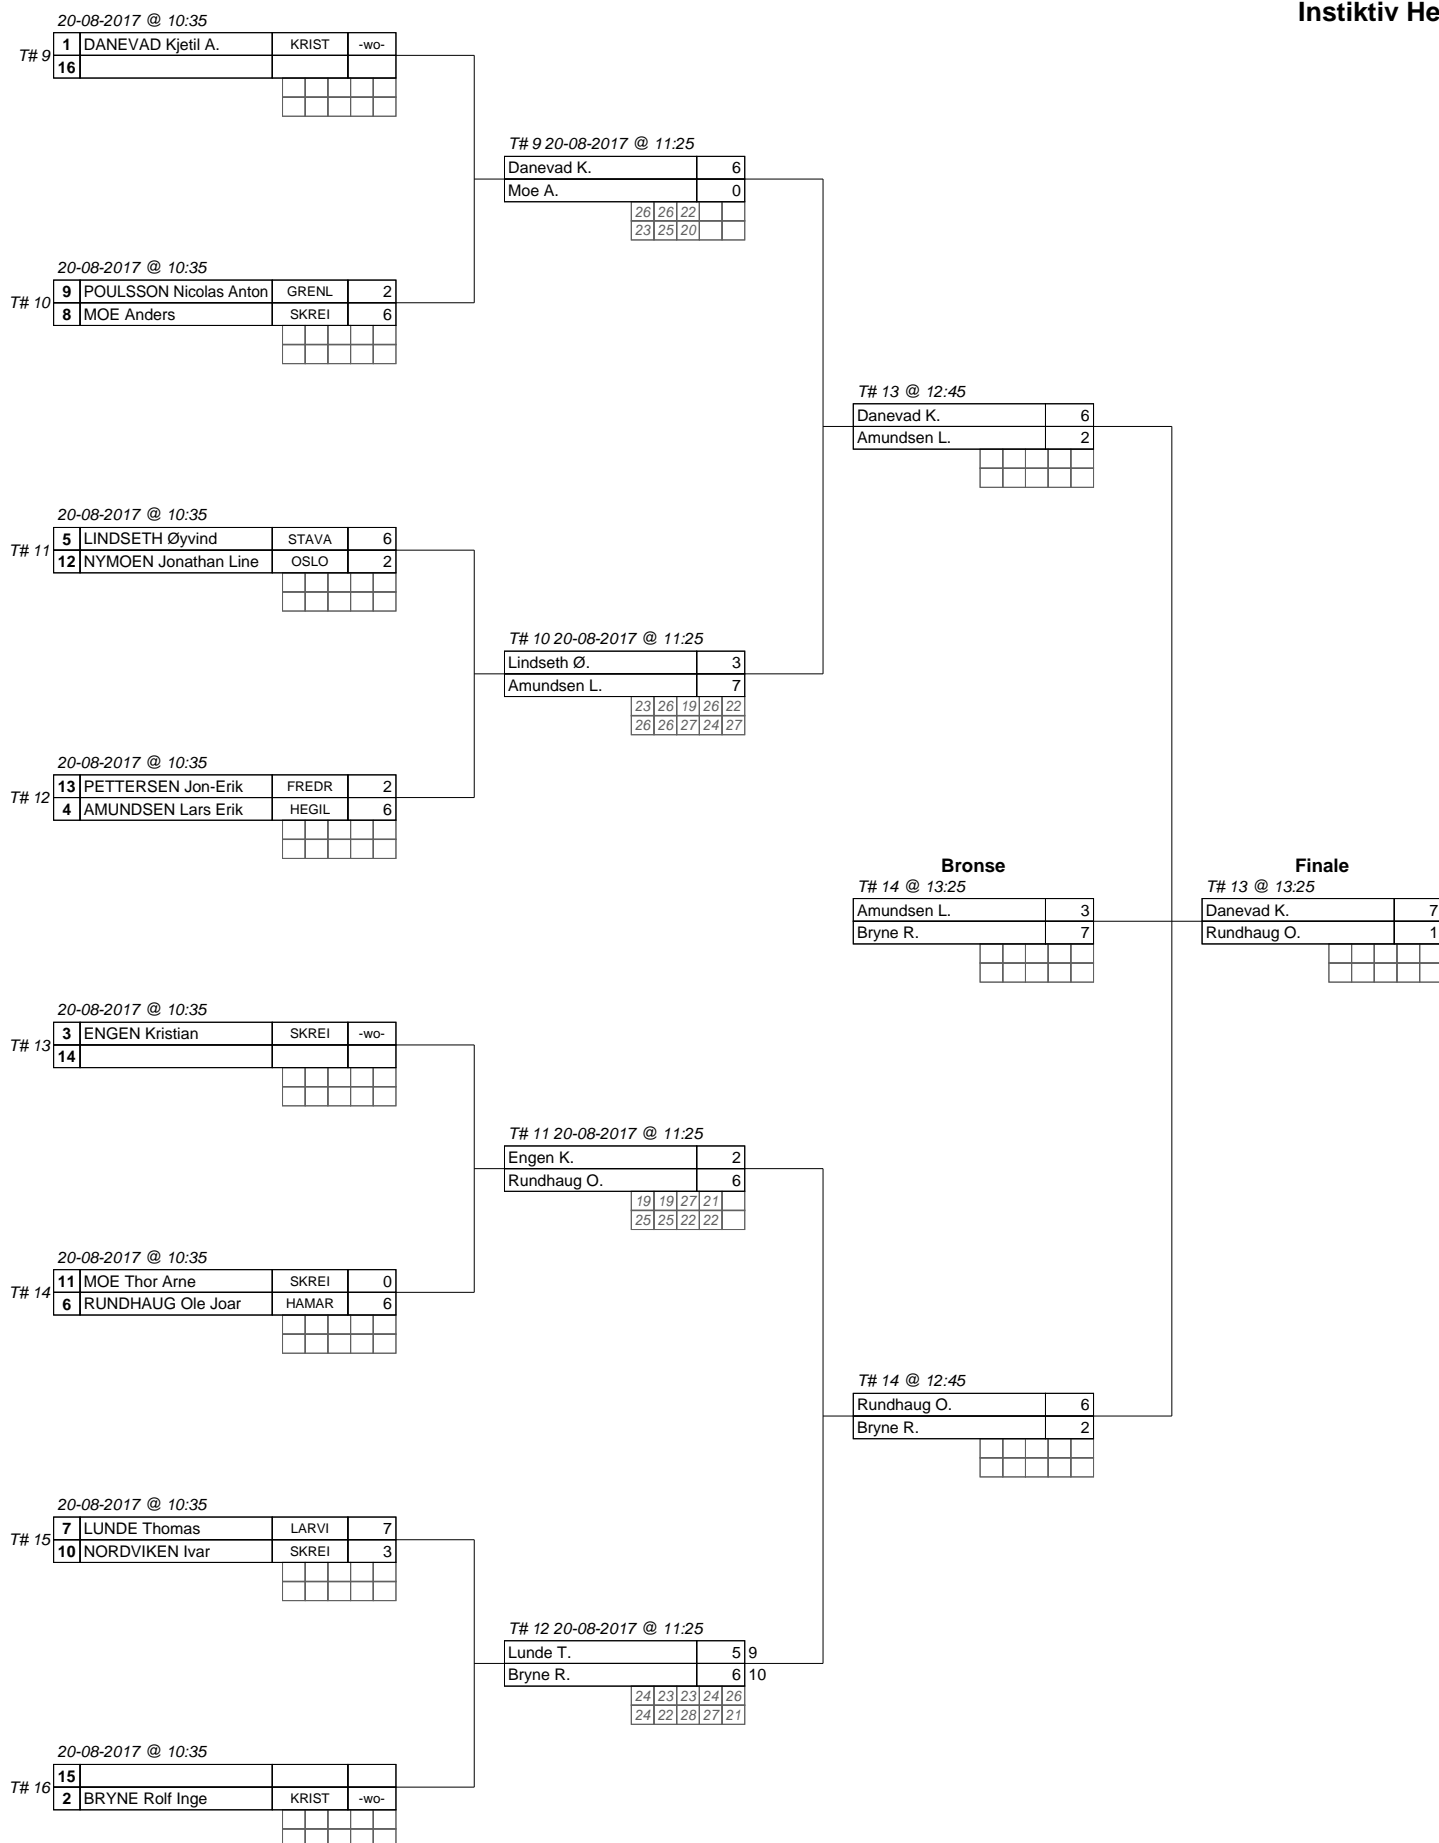 Instiktiv He
20-08-2017 @ 10:35
T# 9
1 DANEVAD Kjetil A. KRIST -wo-
16
T# 9 20-08-2017 @ 11:25
Danevad K. 6
Moe A. 0
26 26 22
23 25 20
20-08-2017 @ 10:35
T# 10
9 POULSSON Nicolas Anton GRENL 2
8 MOE Anders SKREI 6
T# 13 @ 12:45
Danevad K. 6
Amundsen L. 2
20-08-2017 @ 10:35
T# 11
5 LINDSETH Øyvind STAVA 6
12 NYMOEN Jonathan Line OSLO 2
T# 10 20-08-2017 @ 11:25
Lindseth Ø. 3
Amundsen L. 7
23 26 19 26 22
26 26 27 24 27
20-08-2017 @ 10:35
T# 12
13 PETTERSEN Jon-Erik FREDR 2
4 AMUNDSEN Lars Erik HEGIL 6
Bronse
T# 14 @ 13:25
Amundsen L. 3
Bryne R. 7
Finale
T# 13 @ 13:25
Danevad K. 7
Rundhaug O. 1
20-08-2017 @ 10:35
T# 13
3 ENGEN Kristian SKREI -wo-
14
T# 11 20-08-2017 @ 11:25
Engen K. 2
Rundhaug O. 6
19 19 27 21
25 25 22 22
20-08-2017 @ 10:35
T# 14
11 MOE Thor Arne SKREI 0
6 RUNDHAUG Ole Joar HAMAR 6
T# 14 @ 12:45
Rundhaug O. 6
Bryne R. 2
20-08-2017 @ 10:35
T# 15
7 LUNDE Thomas LARVI 7
10 NORDVIKEN Ivar SKREI 3
T# 12 20-08-2017 @ 11:25
Lunde T. 5 9
Bryne R. 6 10
24 23 23 24 26
24 22 28 27 21
20-08-2017 @ 10:35
T# 16
15
2 BRYNE Rolf Inge KRIST -wo-